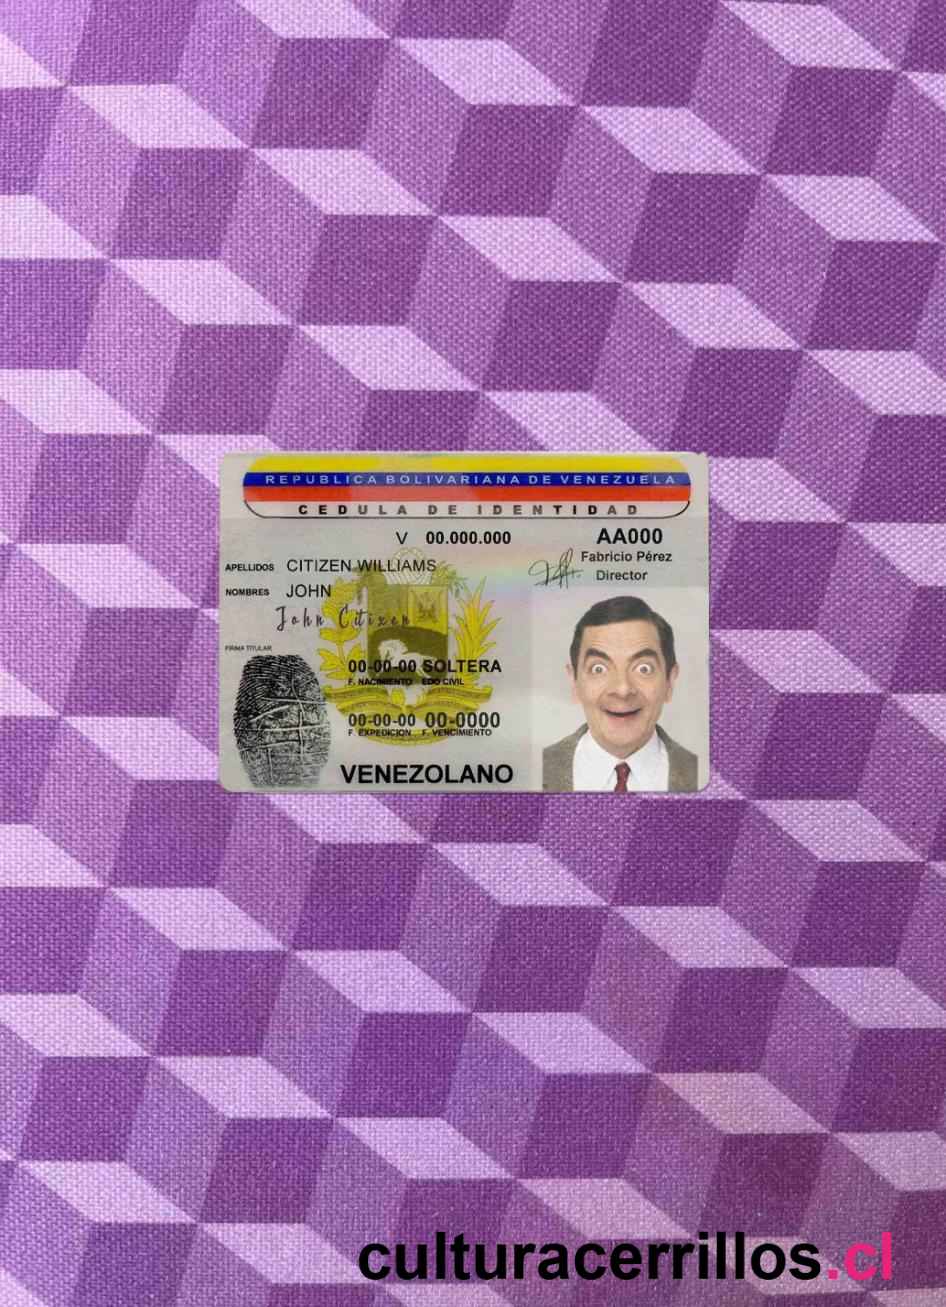 REPUBLICA BOLIVARIANA DE VENEZUELA
CEDULA DE IDENTIDAD
V 00.000.000 AA000
Fabricio Pérez
Director
APELLIDOS CITIZEN WILLIAMS
NOMBRES JOHN
John Citizen
FIRMA TITULAR
00-00-00 SOLTERA
F. NACIMIENTO EDO CIVIL
00-00-00 00-0000
F. EXPEDICION F. VENCIMIENTO
VENEZOLANO
culturacerrillos.cl